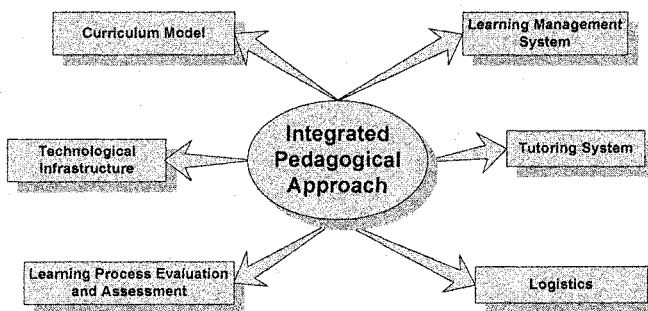 Curriculum Model
Learning Management
System
Integrated
Pedagogical
Approach
Technological
Infrastructure
Tutoring System
Learning Process Evaluation
and Assessment
Logistics